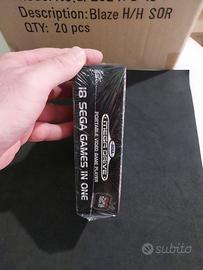 Description: Blaze H/H SOR
QTY: 20 pcs
18 SEGA GAMES IN ONE
MEGA DRIVE
PORTABLE VIDEO GAME PLAYER
subito